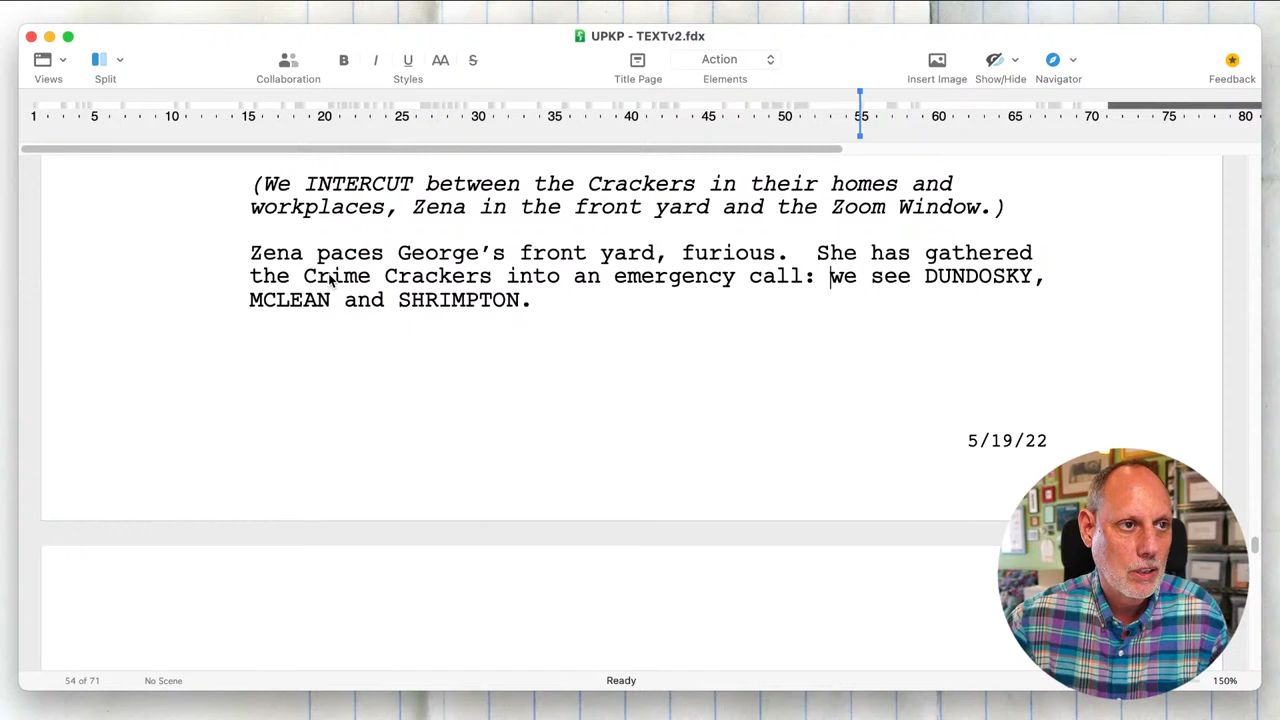 UPKP - TEXTv2.fdx
B I U AA S Action
Views Split Collaboration Styles Title Page Elements Insert Image Show/Hide Navigator Feedback
1 5 10 15 20 25 30 35 40 45 50 55 60 65 70 75 80
(We INTERCUT between the Crackers in their homes and
workplaces, Zena in the front yard and the Zoom Window.)
Zena paces George’s front yard, furious.  She has gathered
the Crime Crackers into an emergency call: we see DUNDOSKY,
MCLEAN and SHRIMPTON.
5/19/22
54 of 71 No Scene Ready 150%